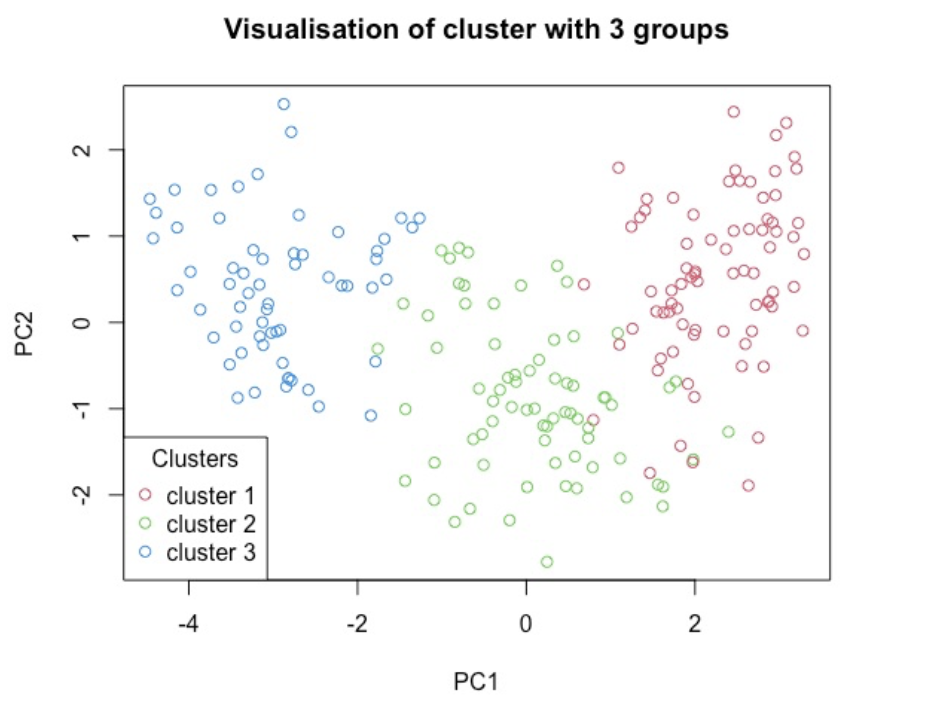 Visualisation of cluster with 3 groups
PC2
2
1
0
-1
-2
Clusters
cluster 1
cluster 2
cluster 3
-4 -2 0 2
PC1